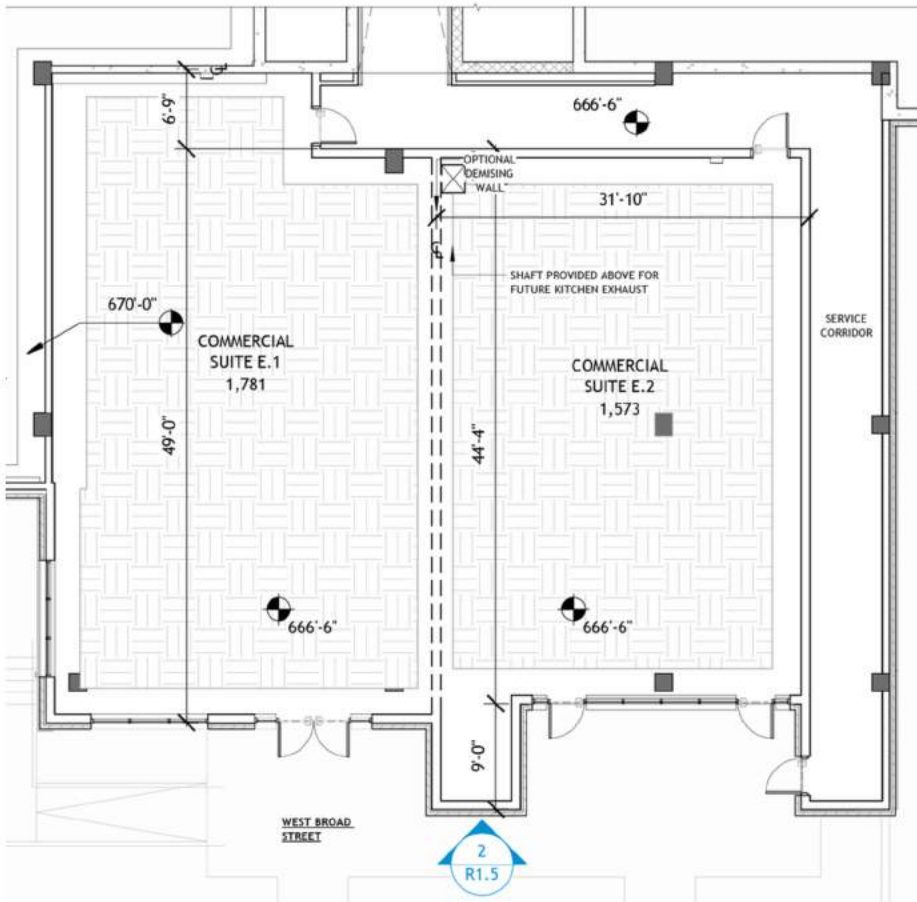 6'-9"
666'-6"
OPTIONAL
DEMISING
WALL
31'-10"
SHAFT PROVIDED ABOVE FOR
FUTURE KITCHEN EXHAUST
670'-0"
COMMERCIAL
SUITE E.1
1,781
SERVICE
CORRIDOR
COMMERCIAL
SUITE E.2
1,573
49'-0"
44'-4"
666'-6"
666'-6"
9'-0"
WEST BROAD
STREET
2
R1.5